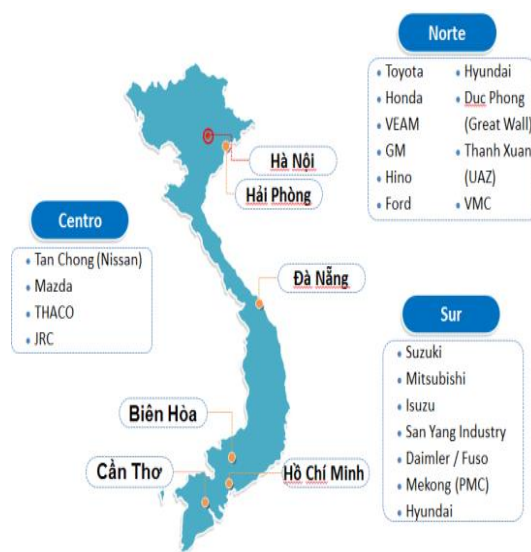 Norte
• Toyota
• Honda
• VEAM
• GM
• Hino
• Ford
• Hyundai
• Duc Phong
(Great Wall)
• Thanh Xuan
(UAZ)
• VMC
Hà Nội
Hải Phòng
Centro
• Tan Chong (Nissan)
• Mazda
• THACO
• JRC
Đà Nẵng
Sur
• Suzuki
• Mitsubishi
• Isuzu
• San Yang Industry
• Daimler / Fuso
• Mekong (PMC)
• Hyundai
Biên Hòa
Cần Thơ
Hồ Chí Minh